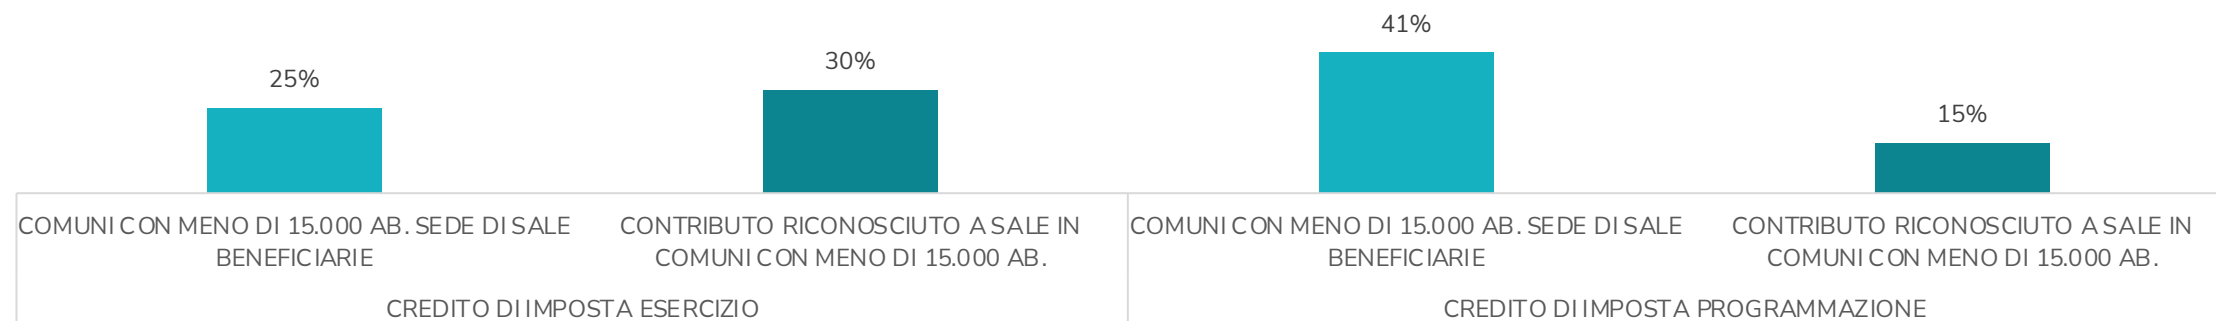 25%
30%
41%
15%
COMUNI CON MENO DI 15.000 AB. SEDE DI SALE
BENEFICIARIE
CONTRIBUTO RICONOSCIUTO A SALE IN
COMUNI CON MENO DI 15.000 AB.
COMUNI CON MENO DI 15.000 AB. SEDE DI SALE
BENEFICIARIE
CONTRIBUTO RICONOSCIUTO A SALE IN
COMUNI CON MENO DI 15.000 AB.
CREDITO DI IMPOSTA ESERCIZIO
CREDITO DI IMPOSTA PROGRAMMAZIONE